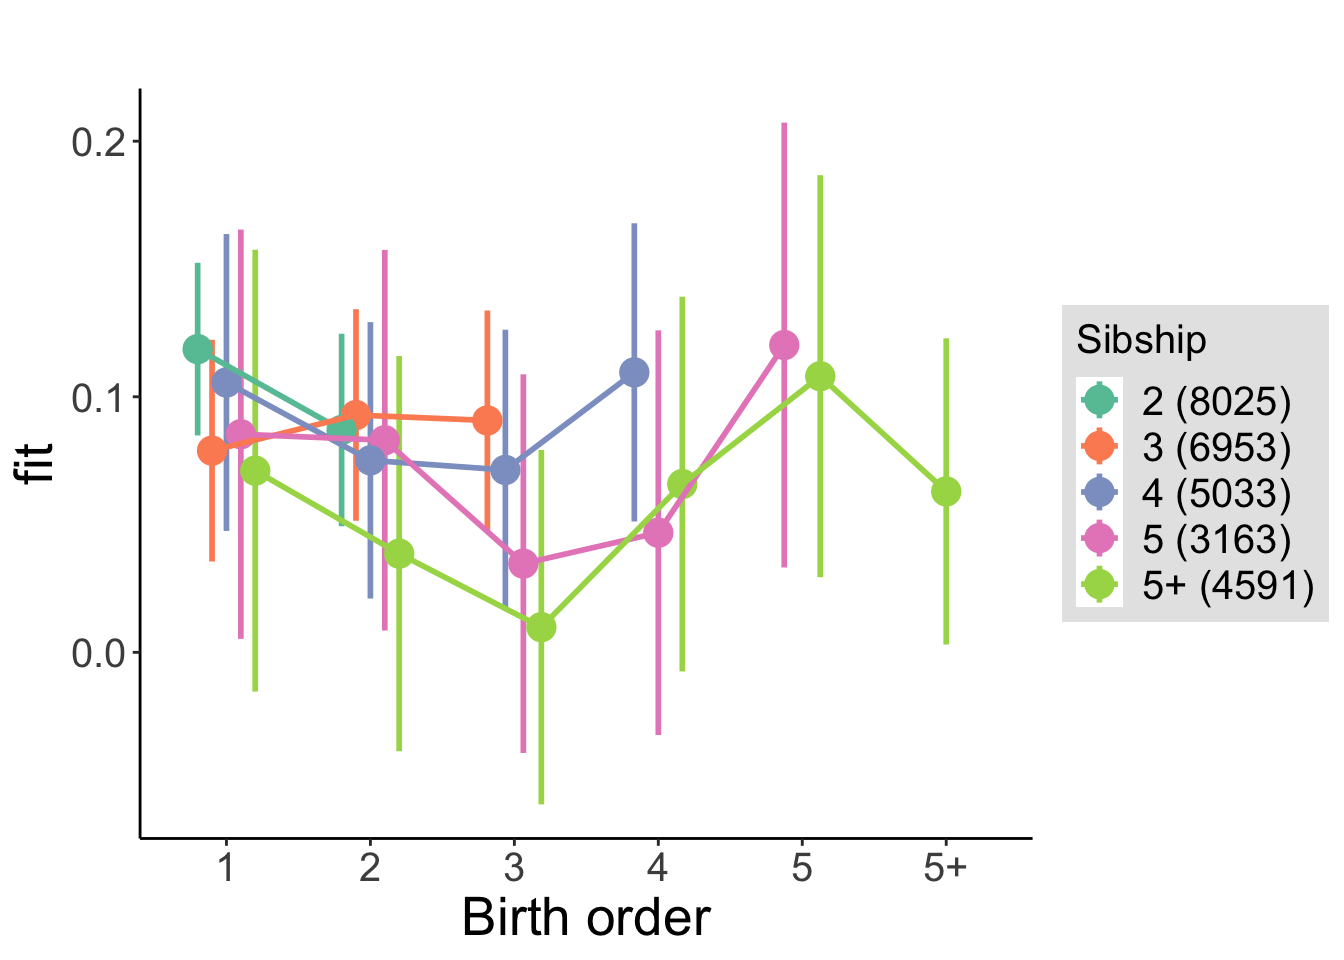 0.2
0.1
0.0
fit
1 2 3 4 5 5+
Birth order
Sibship
2 (8025)
3 (6953)
4 (5033)
5 (3163)
5+ (4591)